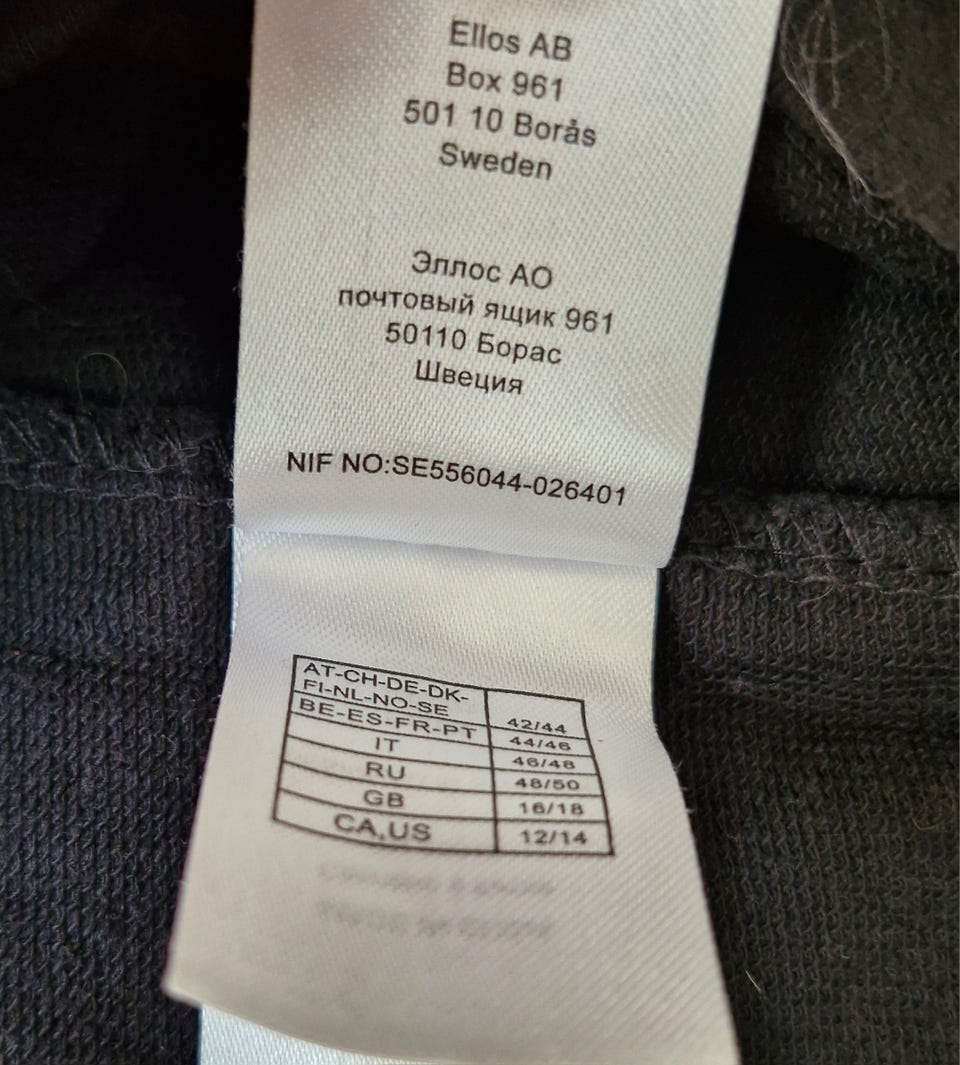 Ellos AB
Box 961
501 10 Borås
Sweden
Эллос АО
почтовый ящик 961
50110 Борас
Швеция
NIF NO:SE556044-026401
AT-CH-DE-DK-
FI-NL-NO-SE 42/44
BE-ES-FR-PT 44/46
IT 46/48
RU 48/50
GB 16/18
CA,US 12/14